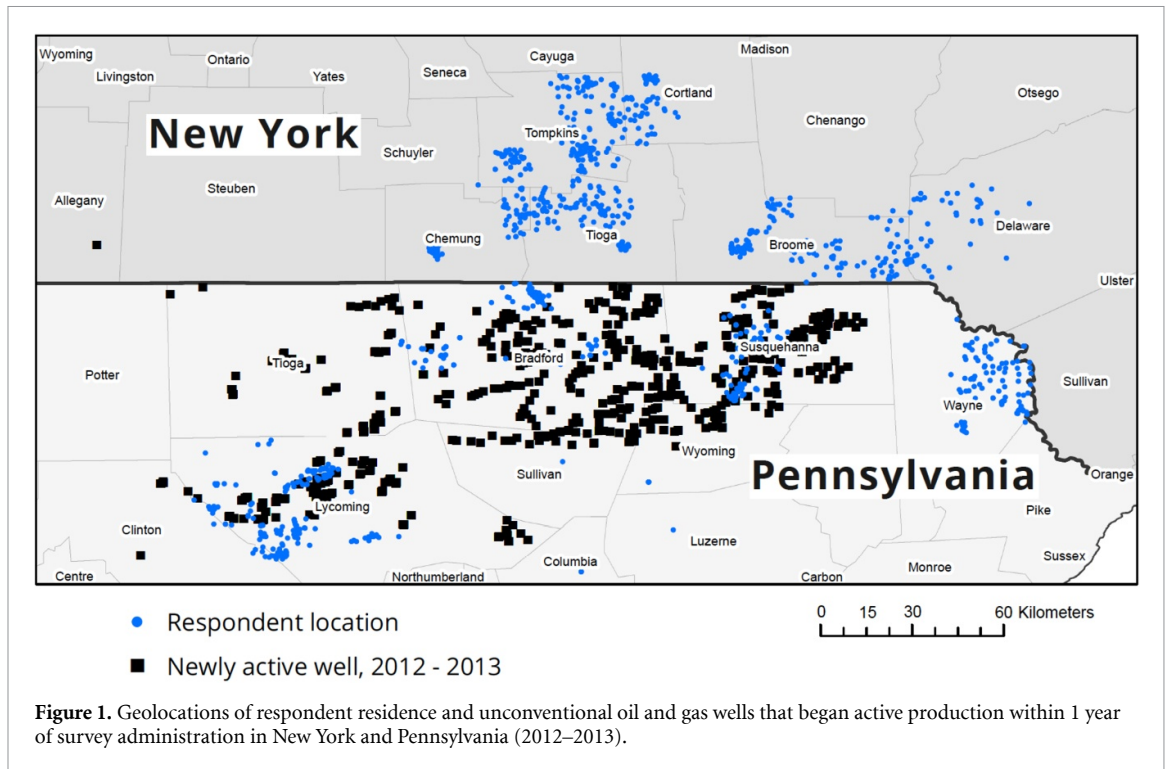 Wyoming
Livingston
Ontario
Yates
Seneca
Cayuga
Madison
Cortland
Otsego
Chenango
New York
Tompkins
Schuyler
Steuben
Allegany
Chemung
Tioga
Broome
Delaware
Ulster
Potter
Tioga
Bradford
Susquehanna
Sullivan
Wayne
Wyoming
Sullivan
Pennsylvania
Orange
Lycoming
Pike
Clinton
Luzerne
Columbia
Monroe
Sussex
Centre
Northumberland
Carbon
Respondent location
Newly active well, 2012 - 2013
0 15 30 60 Kilometers
Figure 1. Geolocations of respondent residence and unconventional oil and gas wells that began active production within 1 year
of survey administration in New York and Pennsylvania (2012–2013).